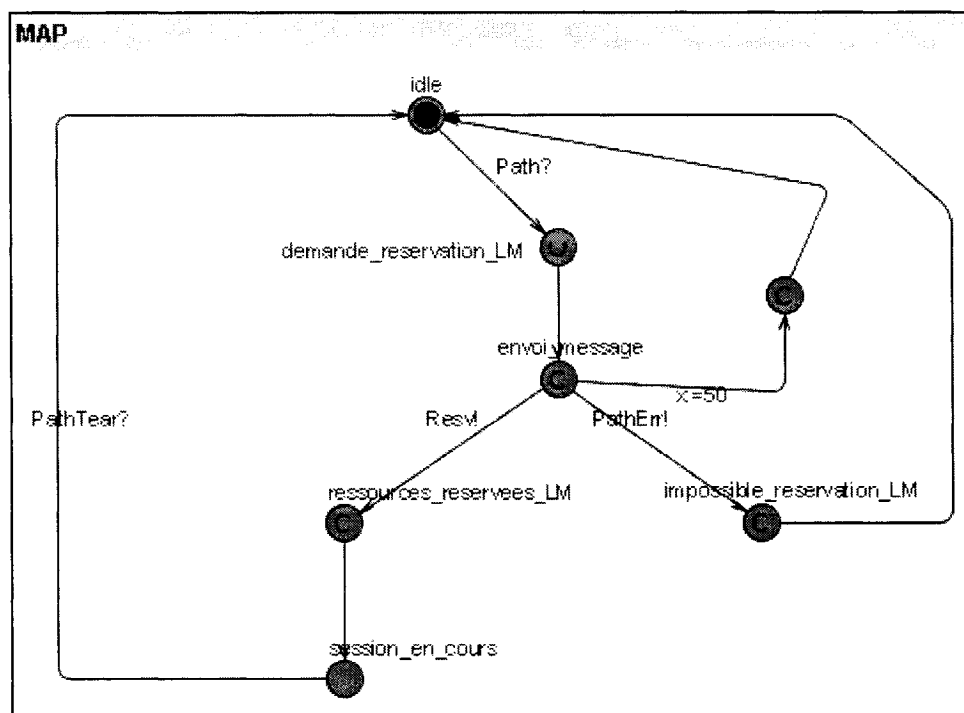 MAP
idle
Path?
demande_reservation_LM
U
C
envoi_message
C
x=50
PathTear?
Resv!
PathErr!
ressources_reservees_LM
impossible_reservation_LM
C
C
session_en_cours